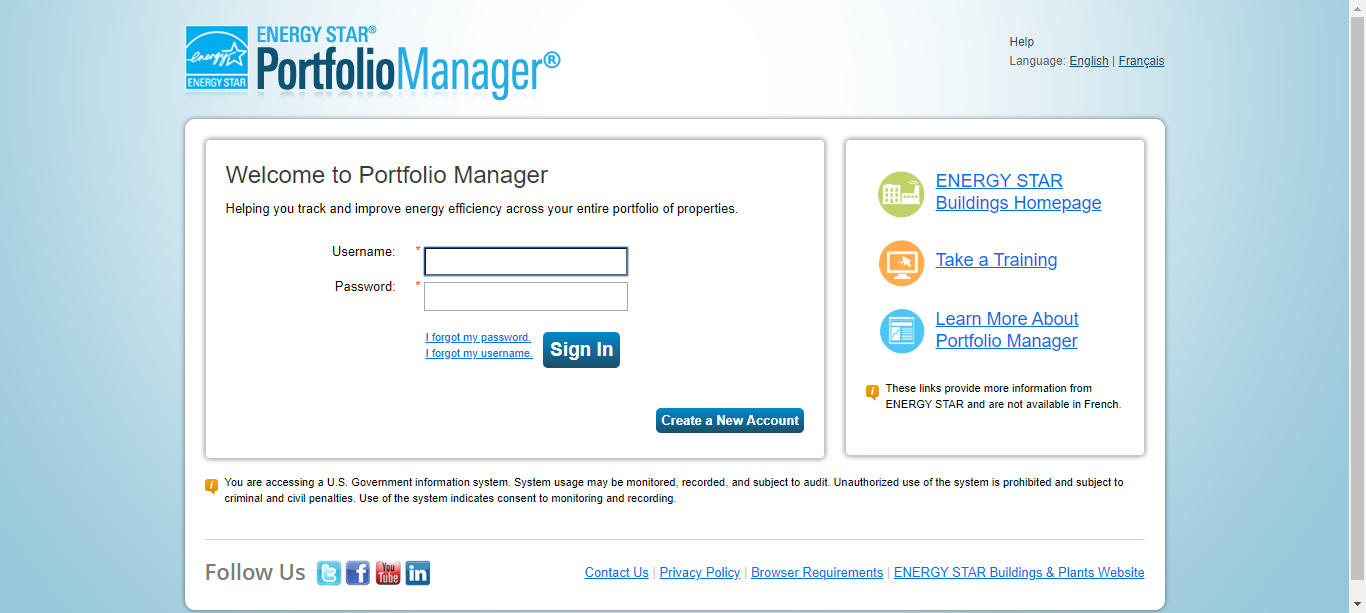 ENERGY STAR®
PortfolioManager®
energy
ENERGY STAR
Help
Language: English | Français
Welcome to Portfolio Manager
Helping you track and improve energy efficiency across your entire portfolio of properties.
Username: *
Password: *
I forgot my password.
I forgot my username.
Sign In
Create a New Account
ENERGY STAR
Buildings Homepage
Take a Training
Learn More About
Portfolio Manager
These links provide more information from
ENERGY STAR and are not available in French.
You are accessing a U.S. Government information system. System usage may be monitored, recorded, and subject to audit. Unauthorized use of the system is prohibited and subject to
criminal and civil penalties. Use of the system indicates consent to monitoring and recording.
Follow Us
You
Tube
in
Contact Us | Privacy Policy | Browser Requirements | ENERGY STAR Buildings & Plants Website